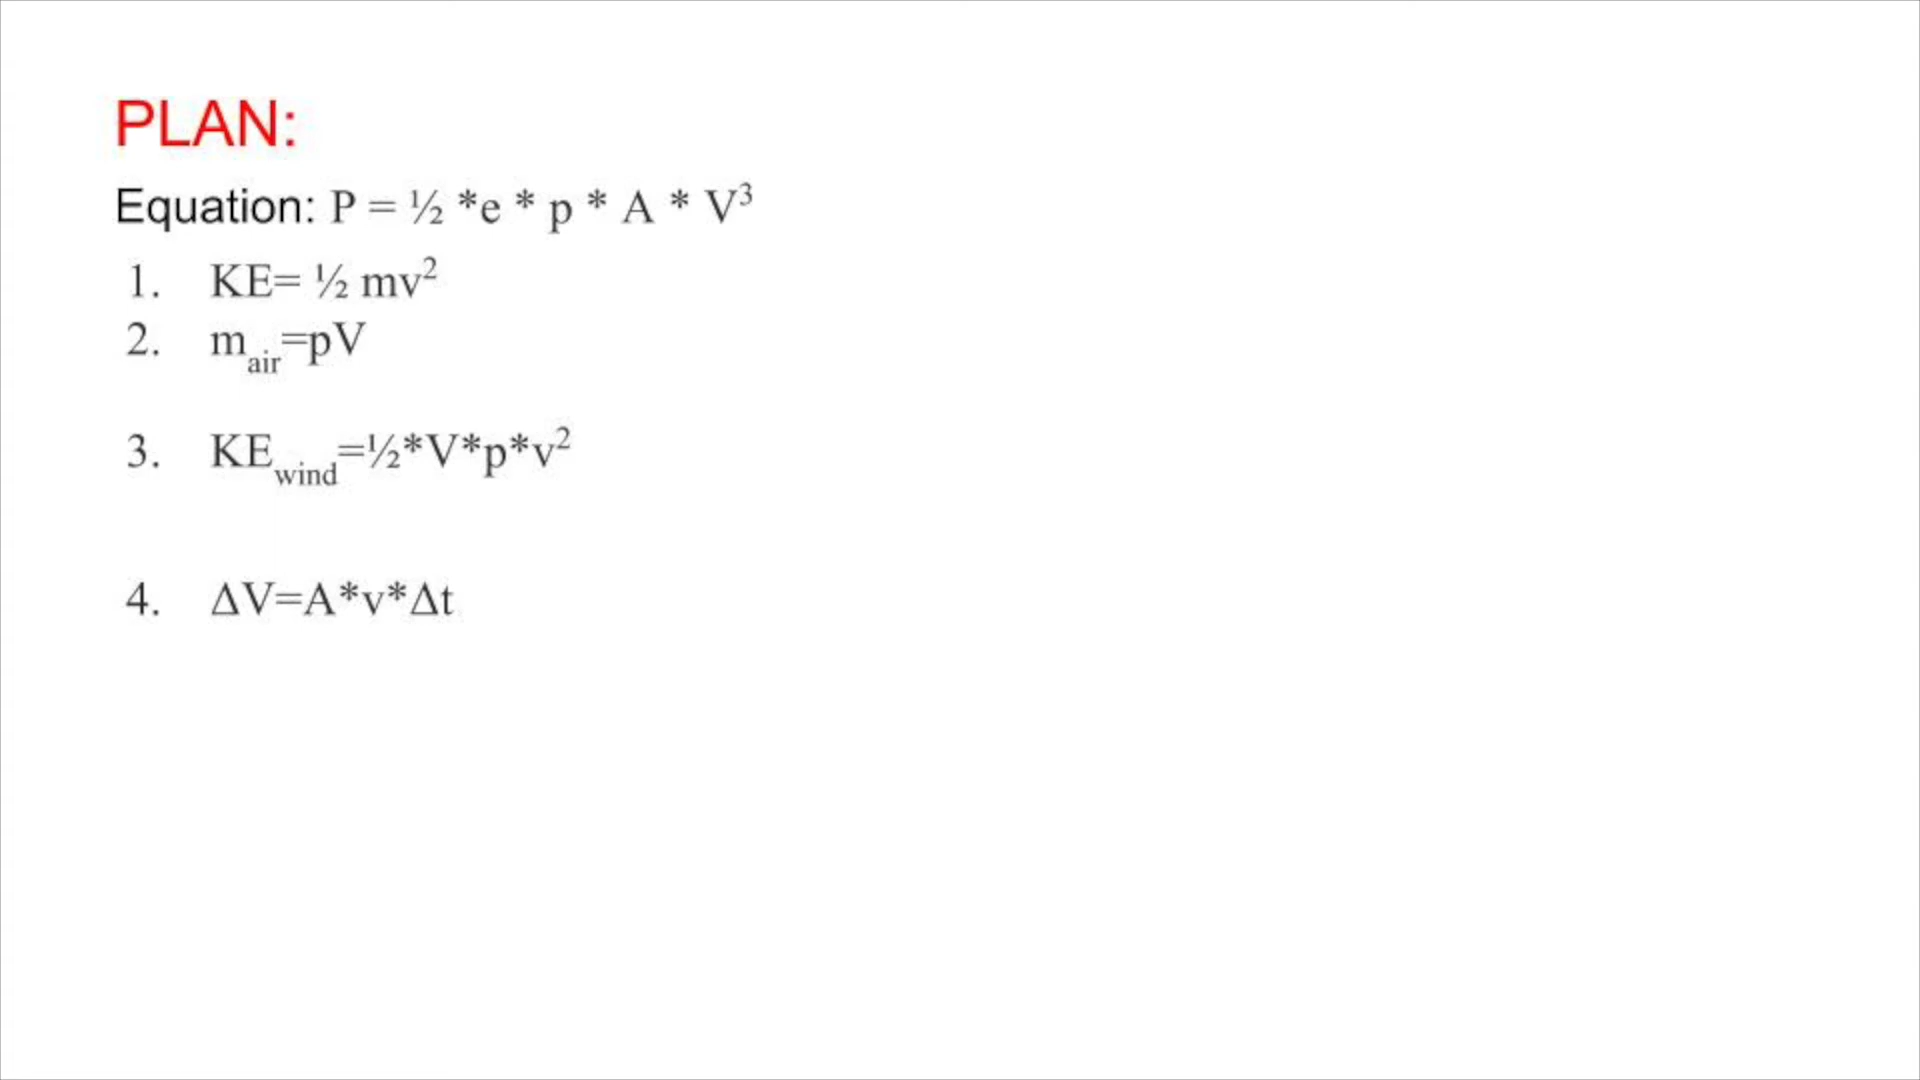 PLAN:
Equation: P = ½ *e * p * A * V³
1. KE= ½ mv²
2. m_air=pV
3. KE_wind=½*V*p*v²
4. ΔV=A*v*Δt